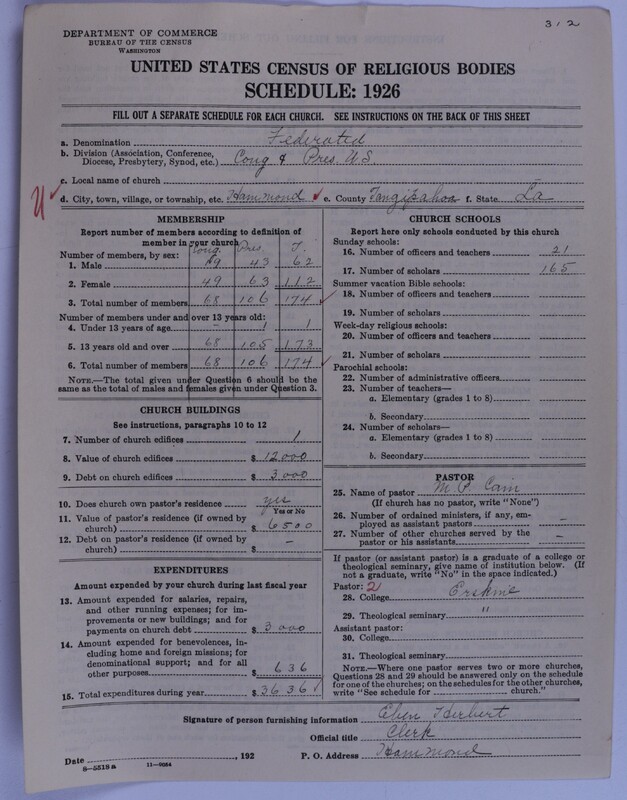 312
DEPARTMENT OF COMMERCE
BUREAU OF THE CENSUS
WASHINGTON
UNITED STATES CENSUS OF RELIGIOUS BODIES
SCHEDULE: 1926
FILL OUT A SEPARATE SCHEDULE FOR EACH CHURCH. SEE INSTRUCTIONS ON THE BACK OF THIS SHEET
a. Denomination Federated
b. Division (Association, Conference, Diocese, Presbytery, Synod, etc.) Cong & Pres. U.S.
c. Local name of church
U ✓ d. City, town, village, or township, etc. Hammond ✓ e. County Tangipahoa f. State La
MEMBERSHIP
Report number of members according to definition of member in your church
Cong. Pres. T.
Number of members, by sex:
1. Male 19 43 62
2. Female 49 63 112
3. Total number of members 68 106 174 ✓
Number of members under and over 13 years old:
4. Under 13 years of age - 1 1
5. 13 years old and over 68 105 173
6. Total number of members 68 106 174 ✓
NOTE.—The total given under Question 6 should be the same as the total of males and females given under Question 3.
CHURCH BUILDINGS
See instructions, paragraphs 10 to 12
7. Number of church edifices 1
8. Value of church edifices $ 12000
9. Debt on church edifices $ 3000
10. Does church own pastor's residence yes
Yes or No
11. Value of pastor's residence (if owned by church) $ 6500
12. Debt on pastor's residence (if owned by church) $ -
EXPENDITURES
Amount expended by your church during last fiscal year
13. Amount expended for salaries, repairs, and other running expenses; for improvements or new buildings; and for payments on church debt $ 3000
14. Amount expended for benevolences, including home and foreign missions; for denominational support; and for all other purposes 636
15. Total expenditures during year $ 3636 ✓
CHURCH SCHOOLS
Report here only schools conducted by this church
Sunday schools:
16. Number of officers and teachers 21
17. Number of scholars 165
Summer vacation Bible schools:
18. Number of officers and teachers
19. Number of scholars
Week-day religious schools:
20. Number of officers and teachers
21. Number of scholars
Parochial schools:
22. Number of administrative officers
23. Number of teachers—
a. Elementary (grades 1 to 8)
b. Secondary
24. Number of scholars—
a. Elementary (grades 1 to 8)
b. Secondary
PASTOR
25. Name of pastor M. P. Cain
(If church has no pastor, write "None")
26. Number of ordained ministers, if any, employed as assistant pastors -
27. Number of other churches served by the pastor or his assistants -
If pastor (or assistant pastor) is a graduate of a college or theological seminary, give name of institution below. (If not a graduate, write "No" in the space indicated.)
Pastor: 2
28. College Erskine
29. Theological seminary "
Assistant pastor:
30. College
31. Theological seminary
NOTE.—Where one pastor serves two or more churches, Questions 28 and 29 should be answered only on the schedule for one of the churches; on the schedules for the other churches, write "See schedule for church."
Signature of person furnishing information Eben Herbert
Official title Clerk
Date , 192 P. O. Address Hammond
8—5519a 11—9054